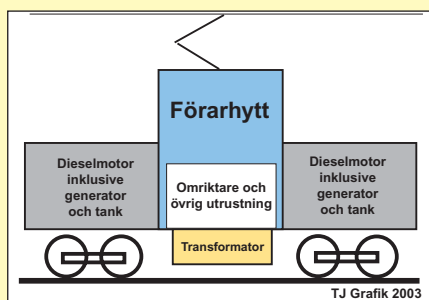 Förarhytt
Dieselmotor
inklusive
generator
och tank
Omriktare och
övrig utrustning
Dieselmotor
inklusive
generator
och tank
Transformator
TJ Grafik 2003